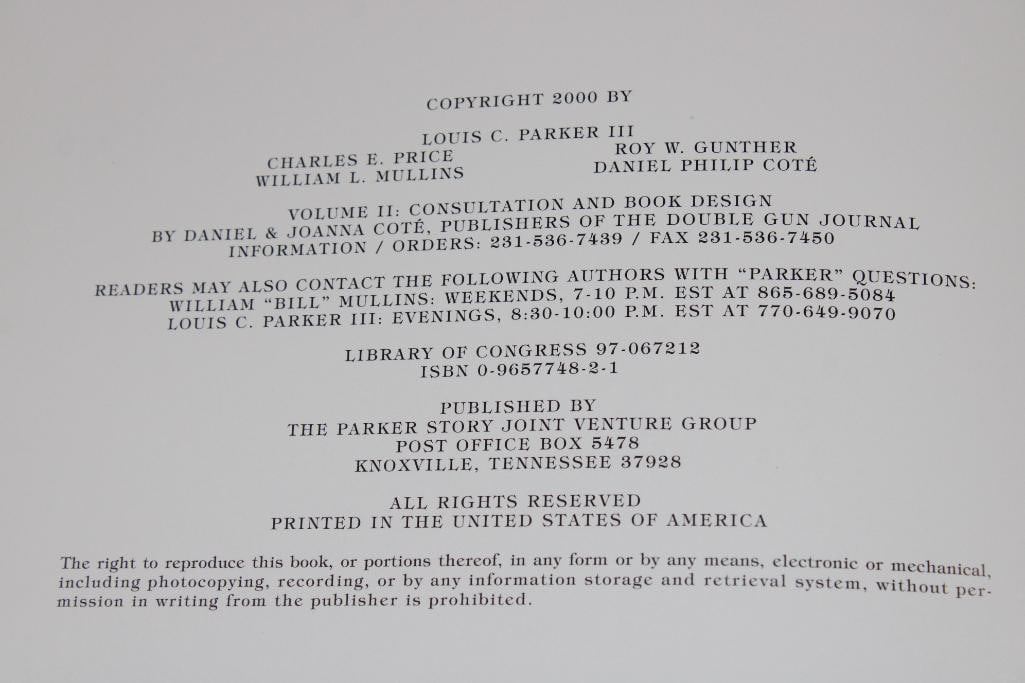 COPYRIGHT 2000 BY
LOUIS C. PARKER III
CHARLES E. PRICE ROY W. GUNTHER
WILLIAM L. MULLINS DANIEL PHILIP COTÉ
VOLUME II: CONSULTATION AND BOOK DESIGN
BY DANIEL & JOANNA COTÉ, PUBLISHERS OF THE DOUBLE GUN JOURNAL
INFORMATION / ORDERS: 231-536-7439 / FAX 231-536-7450
READERS MAY ALSO CONTACT THE FOLLOWING AUTHORS WITH “PARKER” QUESTIONS:
WILLIAM “BILL” MULLINS: WEEKENDS, 7-10 P.M. EST AT 865-689-5084
LOUIS C. PARKER III: EVENINGS, 8:30-10:00 P.M. EST AT 770-649-9070
LIBRARY OF CONGRESS 97-067212
ISBN 0-9657748-2-1
PUBLISHED BY
THE PARKER STORY JOINT VENTURE GROUP
POST OFFICE BOX 5478
KNOXVILLE, TENNESSEE 37928
ALL RIGHTS RESERVED
PRINTED IN THE UNITED STATES OF AMERICA
The right to reproduce this book, or portions thereof, in any form or by any means, electronic or mechanical,
including photocopying, recording, or by any information storage and retrieval system, without per-
mission in writing from the publisher is prohibited.